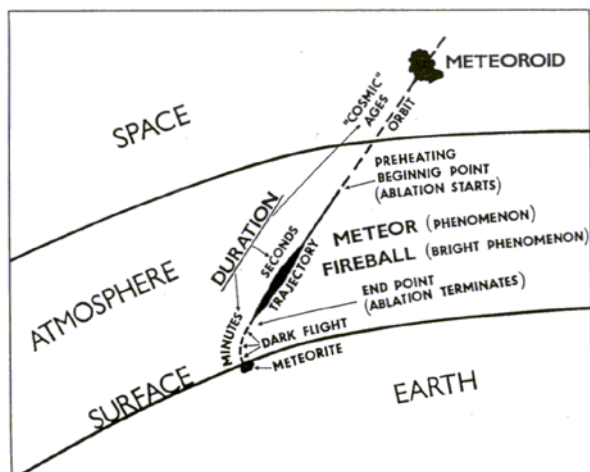 METEOROID
"COSMIC"
AGES
ORBIT
SPACE
PREHEATING
BEGINNIG POINT
(ABLATION STARTS)
DURATION
SECONDS
METEOR (PHENOMENON)
FIREBALL (BRIGHT PHENOMENON)
TRAJECTORY
ATMOSPHERE
END POINT
(ABLATION TERMINATES)
MINUTES
DARK FLIGHT
METEORITE
SURFACE
EARTH